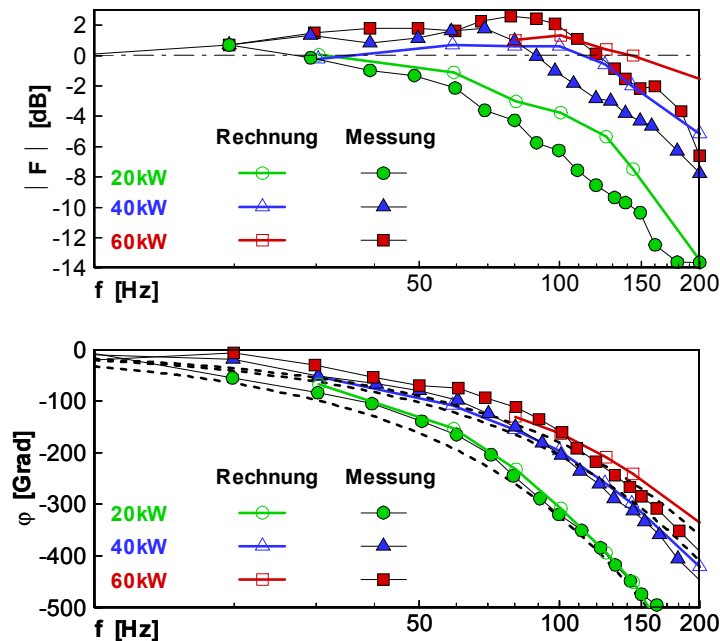 2
0
-2
-4
-6
-8
-10
-12
-14
| F | [dB]
Rechnung Messung
20kW
40kW
60kW
50 100 150 200
f [Hz]
0
-100
-200
-300
-400
-500
φ [Grad]
Rechnung Messung
20kW
40kW
60kW
50 100 150 200
f [Hz]